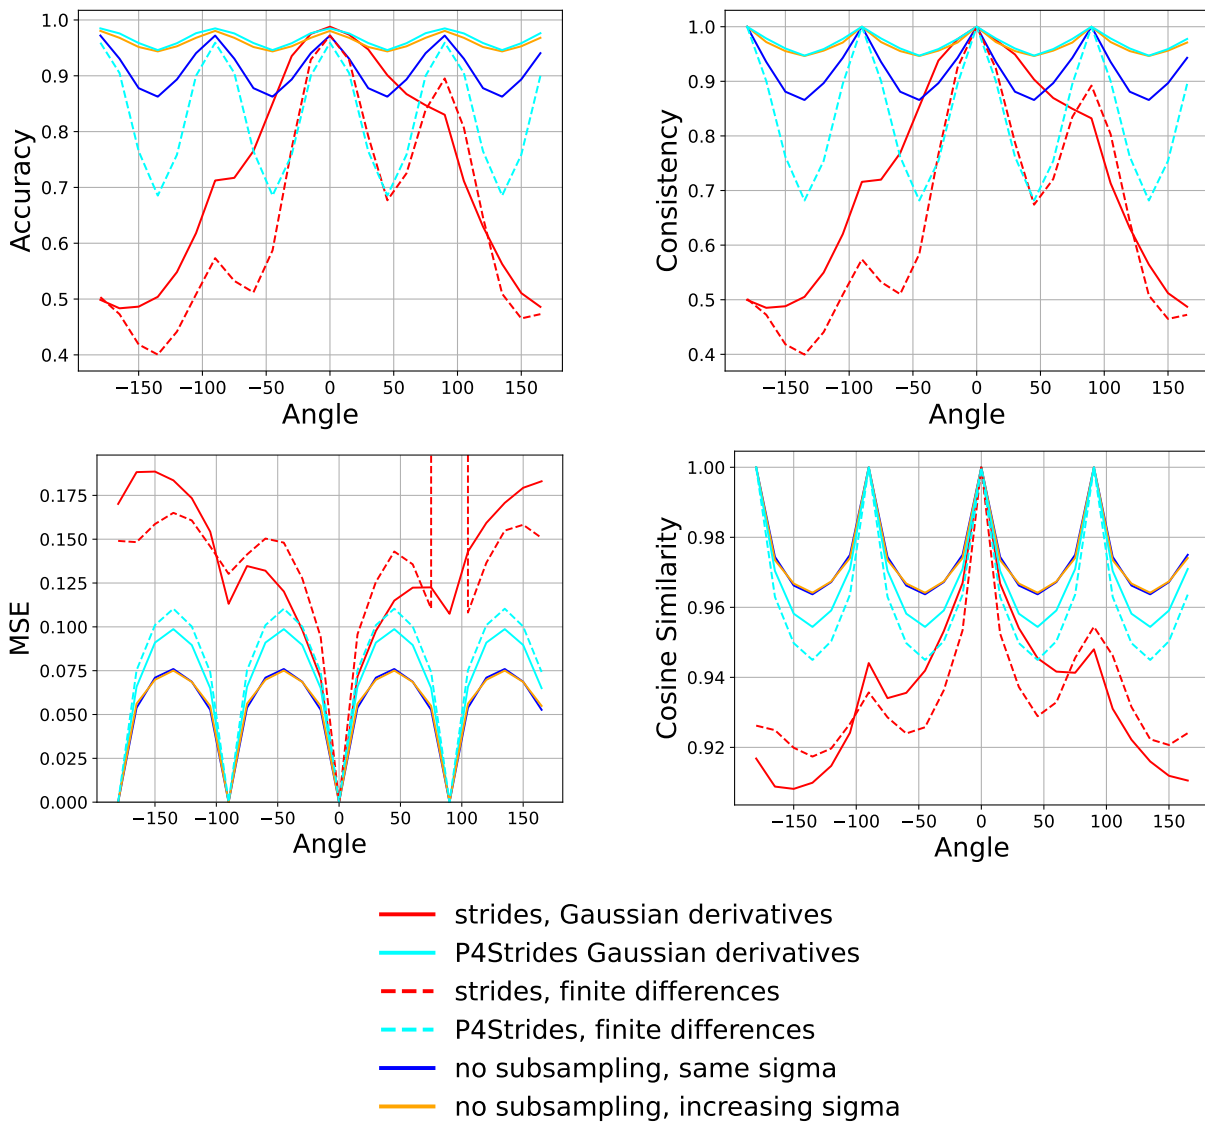 1.0
0.9
0.8
0.7
0.6
0.5
0.4
Accuracy
−150 −100 −50 0 50 100 150
Angle
1.0
0.9
0.8
0.7
0.6
0.5
0.4
Consistency
−150 −100 −50 0 50 100 150
Angle
0.175
0.150
0.125
0.100
0.075
0.050
0.025
0.000
MSE
−150 −100 −50 0 50 100 150
Angle
1.00
0.98
0.96
0.94
0.92
Cosine Similarity
−150 −100 −50 0 50 100 150
Angle
strides, Gaussian derivatives
P4Strides Gaussian derivatives
strides, finite differences
P4Strides, finite differences
no subsampling, same sigma
no subsampling, increasing sigma